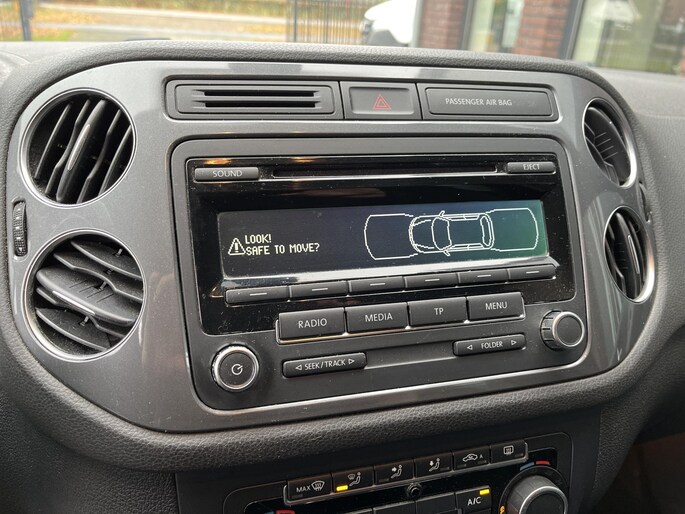 PASSENGER AIR BAG
SOUND
EJECT
LOOK!
SAFE TO MOVE?
RADIO
MEDIA
TP
MENU
SEEK/TRACK
FOLDER
MAX
A
A/C